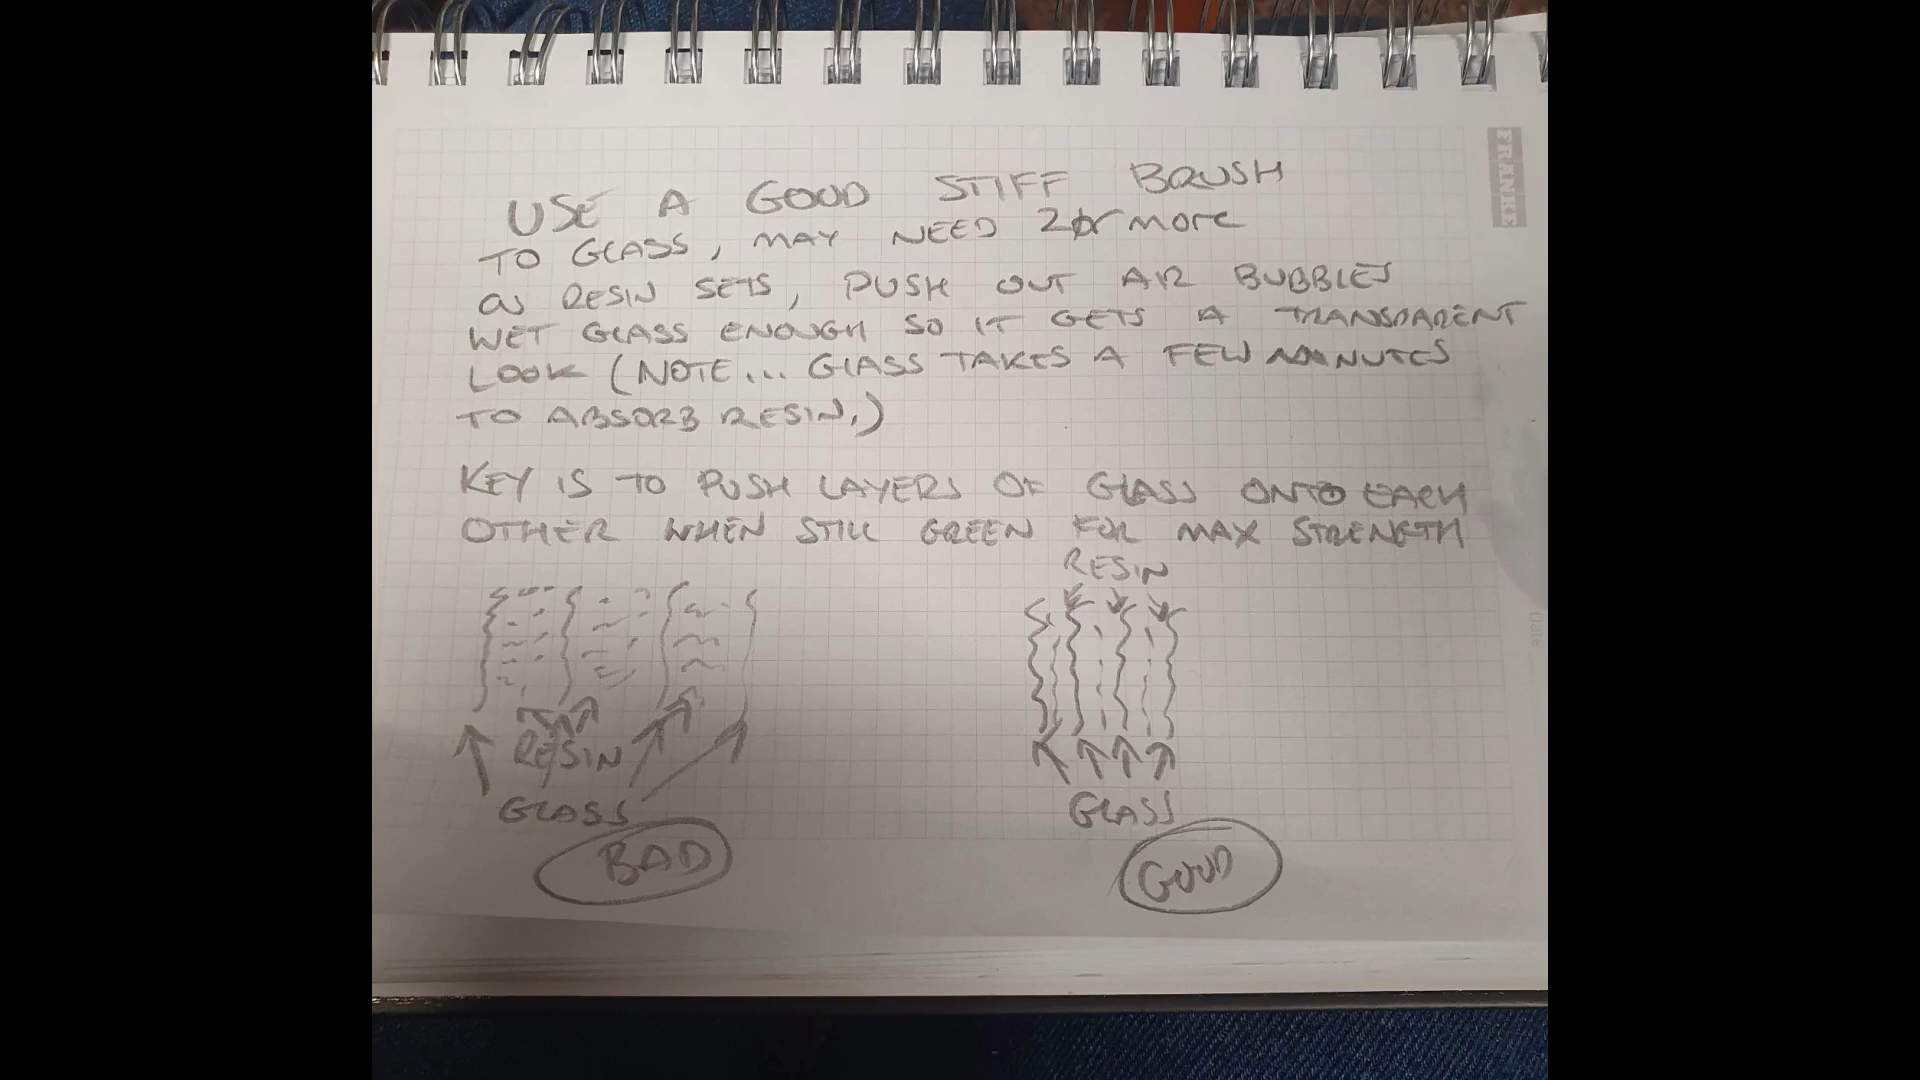 FRANKE
USE A GOOD STIFF BRUSH
TO GLASS, MAY NEED 2 or more
as RESIN SETS, PUSH OUT AIR BUBBLES
WET GLASS ENOUGH SO IT GETS A TRANSPARENT
LOOK (NOTE... GLASS TAKES A FEW MINUTES
TO ABSORB RESIN.)
KEY IS TO PUSH LAYERS OF GLASS ONTO EACH
OTHER WHEN STILL GREEN FOR MAX STRENGTH
RESIN
RESIN
GLASS
BAD
GLASS
GOOD
Date